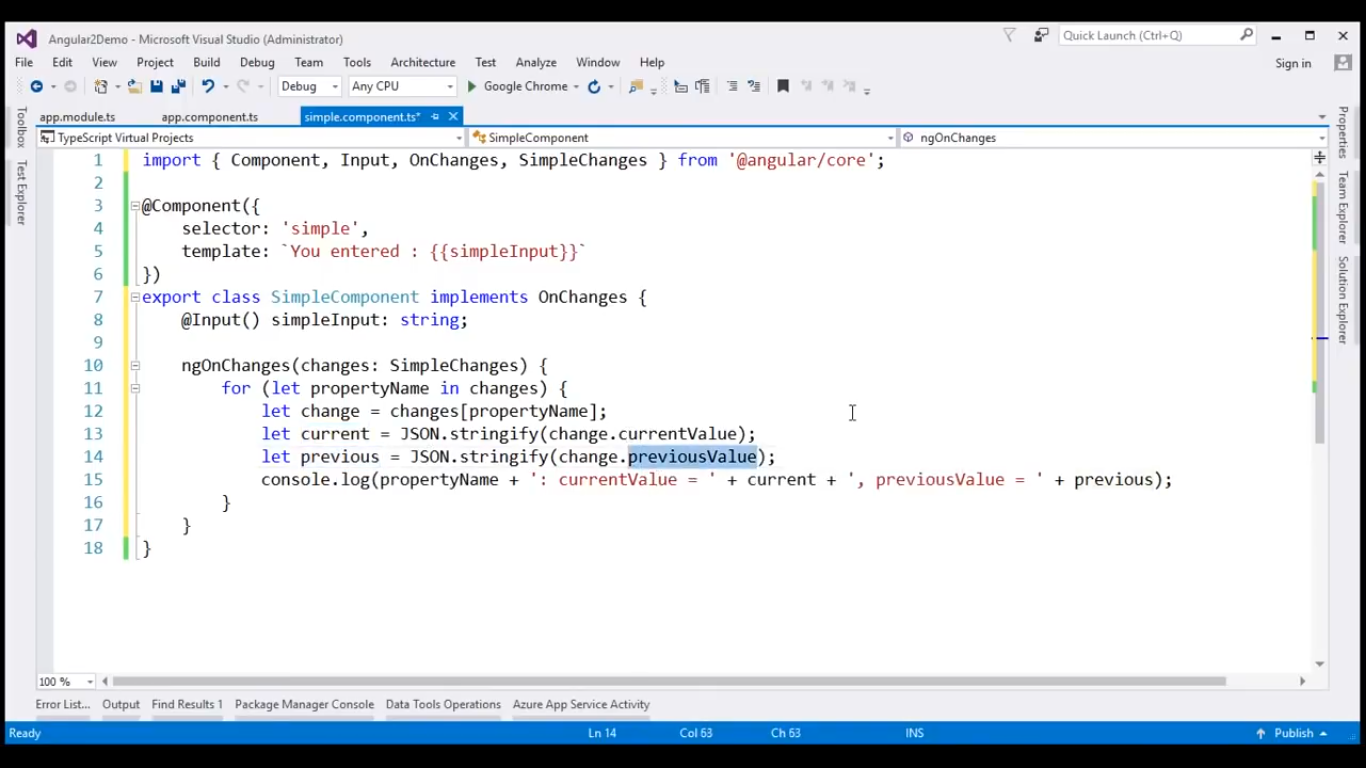 Angular2Demo - Microsoft Visual Studio (Administrator)
Quick Launch (Ctrl+Q)
File Edit View Project Build Debug Team Tools Architecture Test Analyze Window Help
Sign in
Debug Any CPU Google Chrome
app.module.ts app.component.ts simple.component.ts*
TypeScript Virtual Projects SimpleComponent ngOnChanges
Toolbox
Test Explorer
1 import { Component, Input, OnChanges, SimpleChanges } from '@angular/core';
2
3 @Component({
4 selector: 'simple',
5 template: `You entered : {{simpleInput}}`
6 })
7 export class SimpleComponent implements OnChanges {
8 @Input() simpleInput: string;
9
10 ngOnChanges(changes: SimpleChanges) {
11 for (let propertyName in changes) {
12 let change = changes[propertyName];
13 let current = JSON.stringify(change.currentValue);
14 let previous = JSON.stringify(change.previousValue);
15 console.log(propertyName + ': currentValue = ' + current + ', previousValue = ' + previous);
16 }
17 }
18 }
Properties
Team Explorer
Solution Explorer
100 %
Error List... Output Find Results 1 Package Manager Console Data Tools Operations Azure App Service Activity
Ready Ln 14 Col 63 Ch 63 INS Publish